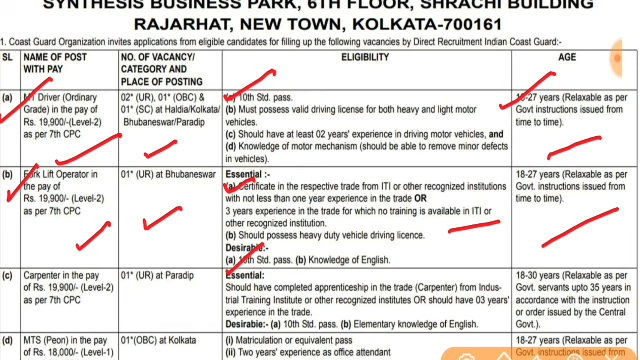 SYNTHESIS BUSINESS PARK, 6TH FLOOR, SHRACHI BUILDING
RAJARHAT, NEW TOWN, KOLKATA-700161
1. Coast Guard Organization invites applications from eligible candidates for filling up the following vacancies by Direct Recruitment Indian Coast Guard:-
SL NAME OF POST WITH PAY NO. OF VACANCY/ CATEGORY AND PLACE OF POSTING ELIGIBILITY AGE
(a) MT Driver (Ordinary
Grade) in the pay of
Rs. 19,900/-(Level-2)
as per 7th CPC
02* (UR), 01* (OBC) &
01* (SC) at Haldia/Kolkata/
Bhubaneswar/Paradip
(a) 10th Std. pass.
(b) Must possess valid driving license for both heavy and light motor
vehicles.
(c) Should have at least 02 years' experience in driving motor vehicles, and
(d) Knowledge of motor mechanism (should be able to remove minor defects
in vehicles).
18-27 years (Relaxable as per
Govt instructions issued from
time to time)
(b) Fork Lift Operator in
the pay of
Rs. 19,900/-(Level-2)
as per 7th CPC
01* (UR) at Bhubaneswar
Essential :-
(a) Certificate in the respective trade from ITI or other recognized institutions
with not less than one year experience in the trade OR
3 years experience in the trade for which no training is available in ITI or
other recognized institution.
(b) Should possess heavy duty vehicle driving licence.
Desirable:-
(a) 10th Std. pass (b) Knowledge of English.
18-27 years (Relaxable as per
Govt. instructions issued from
time to time)
(c) Carpenter in the pay
of Rs. 19,900/-(Level-2)
as per 7th CPC
01* (UR) at Paradip
Essential:
Should have completed apprenticeship in the trade (Carpenter) from Indus-
trial Training Institute or other recognized institutes OR should have 03 years'
experience in the trade.
Desirable:- (a) 10th Std. pass (b) Elementary knowledge of English.
18-30 years (Relaxable as per Govt.
servants upto 35 years in
accordance with the instruction
or order issued by the Central
Govt.)
(d) MTS (Peon) in the pay
of Rs. 18,000/- (Level-1)
01*(OBC) at Kolkata
(i) Matriculation or equivalent pass
(ii) Two years' experience as office attendant
18-27 years (Relaxable as per
Govt. instructions issued from